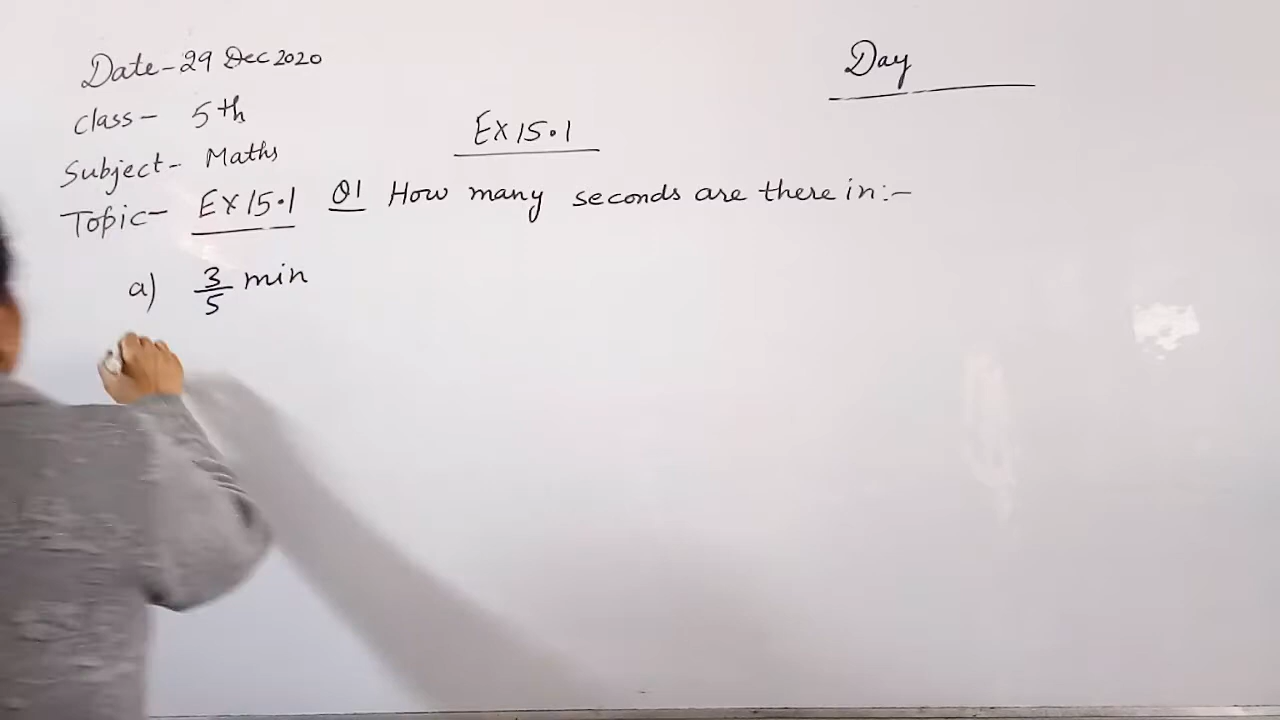 Date-29 Dec 2020
Day
class- 5th
Ex 15.1
Subject- Maths
Topic- Ex 15.1 Q1 How many seconds are there in:-
a) 3/5 min